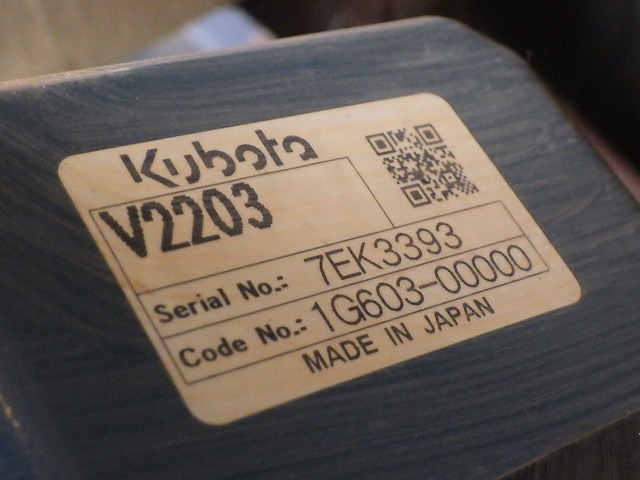 Kubota
V2203
Serial No.: 7EK3393
Code No.: 1G603-00000
MADE IN JAPAN